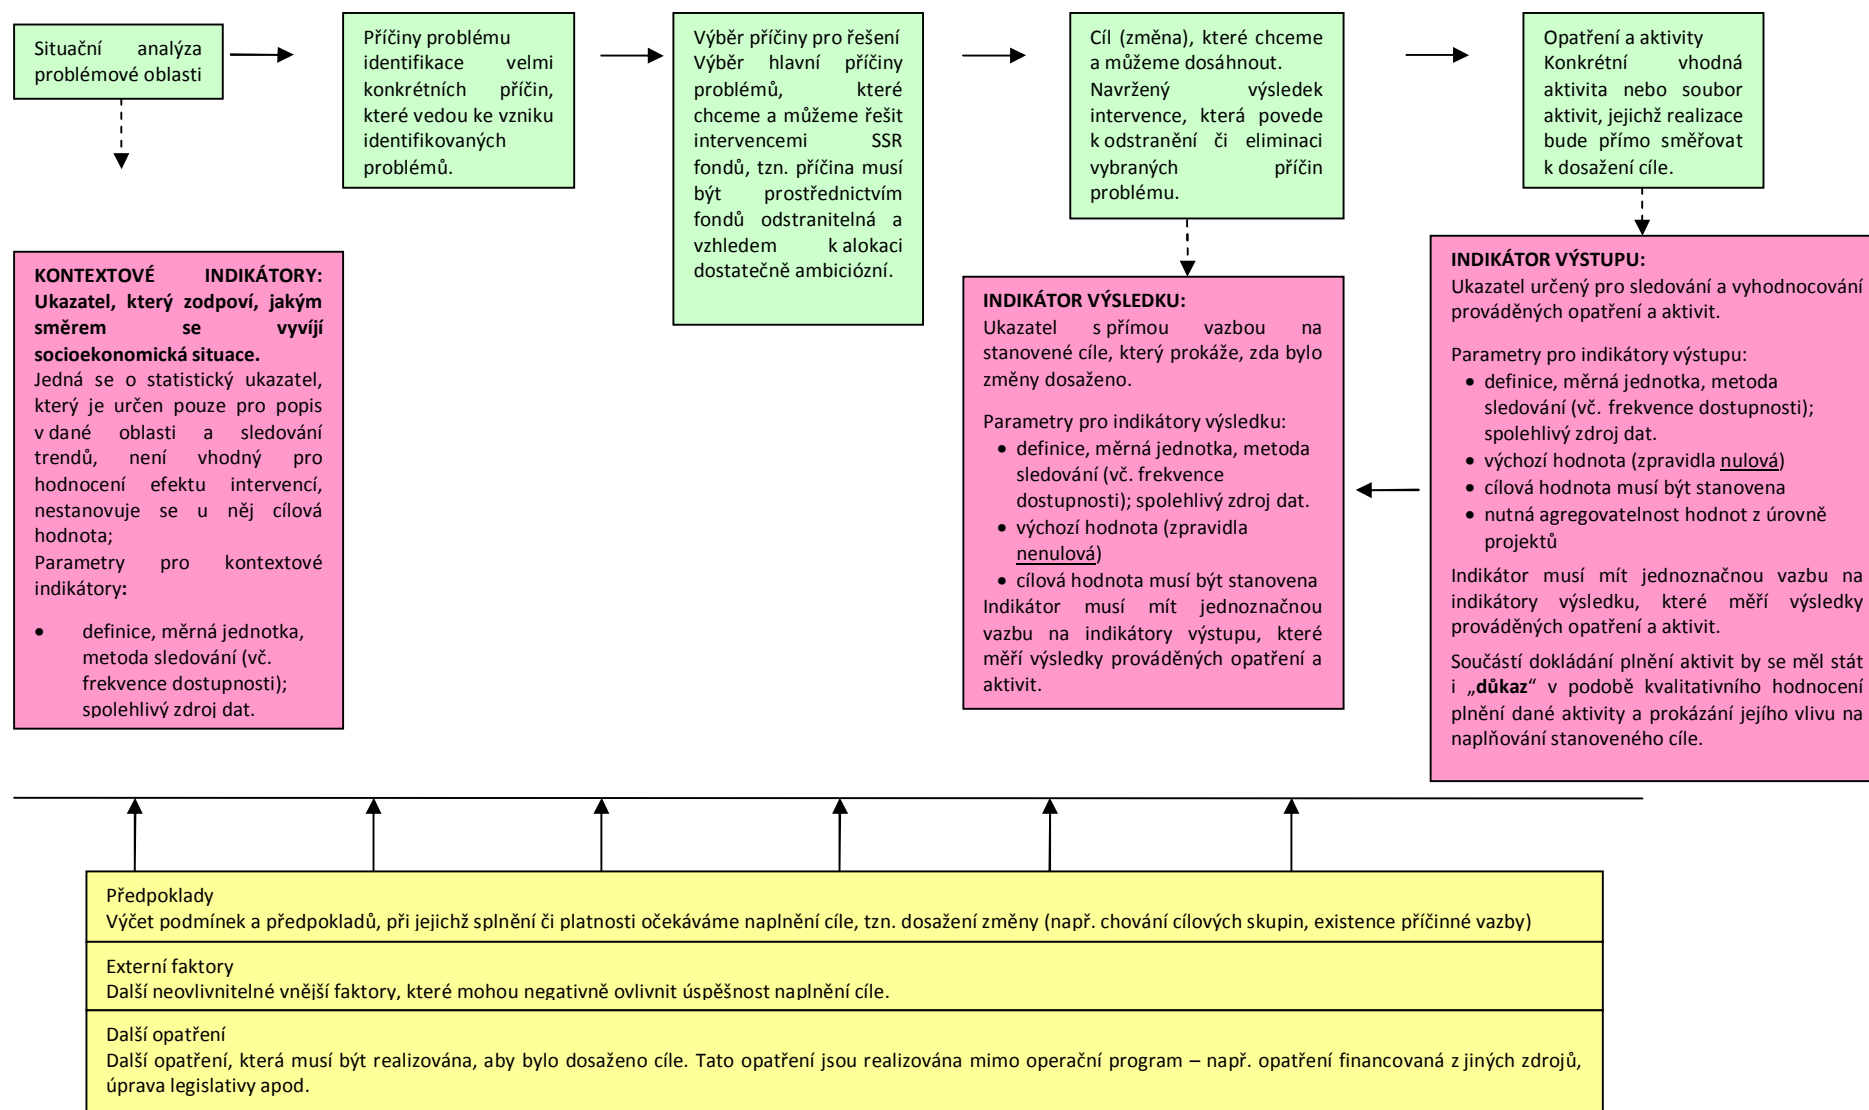 Situační analýza
problémové oblasti
Příčiny problému
identifikace velmi
konkrétních příčin,
které vedou ke vzniku
identifikovaných
problémů.
Výběr příčiny pro řešení
Výběr hlavní příčiny
problémů, které
chceme a můžeme řešit
intervencemi SSR
fondů, tzn. příčina musí
být prostřednictvím
fondů odstranitelná a
vzhledem k alokaci
dostatečně ambiciózní.
Cíl (změna), které chceme
a můžeme dosáhnout.
Navržený výsledek
intervence, která povede
k odstranění či eliminaci
vybraných příčin
problému.
Opatření a aktivity
Konkrétní vhodná
aktivita nebo soubor
aktivit, jejichž realizace
bude přímo směřovat
k dosažení cíle.
KONTEXTOVÉ INDIKÁTORY:
Ukazatel, který zodpoví, jakým
směrem se vyvíjí
socioekonomická situace.
Jedná se o statistický ukazatel,
který je určen pouze pro popis
v dané oblasti a sledování
trendů, není vhodný pro
hodnocení efektu intervencí,
nestanovuje se u něj cílová
hodnota;
Parametry pro kontextové
indikátory:
• definice, měrná jednotka,
metoda sledování (vč.
frekvence dostupnosti);
spolehlivý zdroj dat.
INDIKÁTOR VÝSLEDKU:
Ukazatel s přímou vazbou na
stanovené cíle, který prokáže, zda bylo
změny dosaženo.
Parametry pro indikátory výsledku:
• definice, měrná jednotka, metoda
sledování (vč. frekvence
dostupnosti); spolehlivý zdroj dat.
• výchozí hodnota (zpravidla
nenulová)
• cílová hodnota musí být stanovena
Indikátor musí mít jednoznačnou
vazbu na indikátory výstupu, které
měří výsledky prováděných opatření a
aktivit.
INDIKÁTOR VÝSTUPU:
Ukazatel určený pro sledování a vyhodnocování
prováděných opatření a aktivit.
Parametry pro indikátory výstupu:
• definice, měrná jednotka, metoda
sledování (vč. frekvence dostupnosti);
spolehlivý zdroj dat.
• výchozí hodnota (zpravidla nulová)
• cílová hodnota musí být stanovena
• nutná agregovatelnost hodnot z úrovně
projektů
Indikátor musí mít jednoznačnou vazbu na
indikátory výsledku, které měří výsledky
prováděných opatření a aktivit.
Součástí dokládání plnění aktivit by se měl stát
i „důkaz“ v podobě kvalitativního hodnocení
plnění dané aktivity a prokázání jejího vlivu na
naplňování stanoveného cíle.
Předpoklady
Výčet podmínek a předpokladů, při jejichž splnění či platnosti očekáváme naplnění cíle, tzn. dosažení změny (např. chování cílových skupin, existence příčinné vazby)
Externí faktory
Další neovlivnitelné vnější faktory, které mohou negativně ovlivnit úspěšnost naplnění cíle.
Další opatření
Další opatření, která musí být realizována, aby bylo dosaženo cíle. Tato opatření jsou realizována mimo operační program – např. opatření financovaná z jiných zdrojů,
úprava legislativy apod.